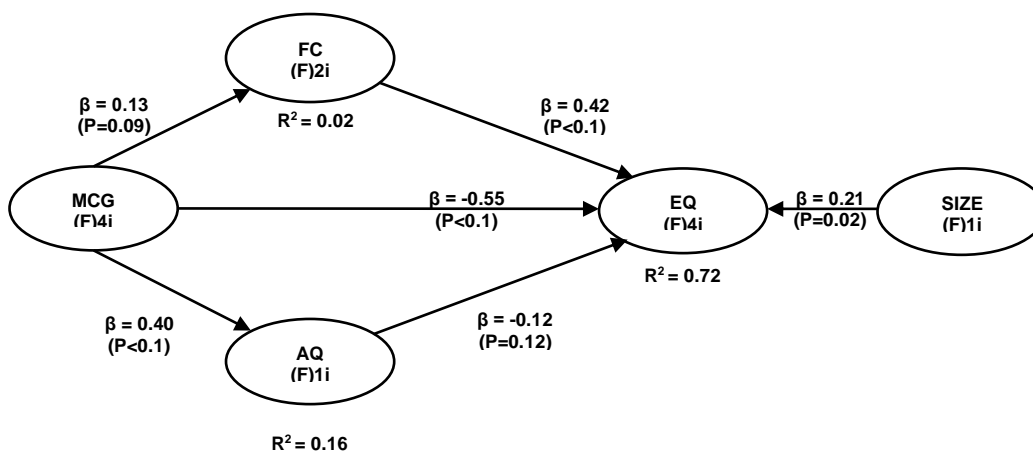 FC
(F)2i
R² = 0.02
β = 0.13
(P=0.09)
β = 0.42
(P<0.1)
MCG
(F)4i
β = -0.55
(P<0.1)
EQ
(F)4i
R² = 0.72
β = 0.21
(P=0.02)
SIZE
(F)1i
β = 0.40
(P<0.1)
AQ
(F)1i
R² = 0.16
β = -0.12
(P=0.12)